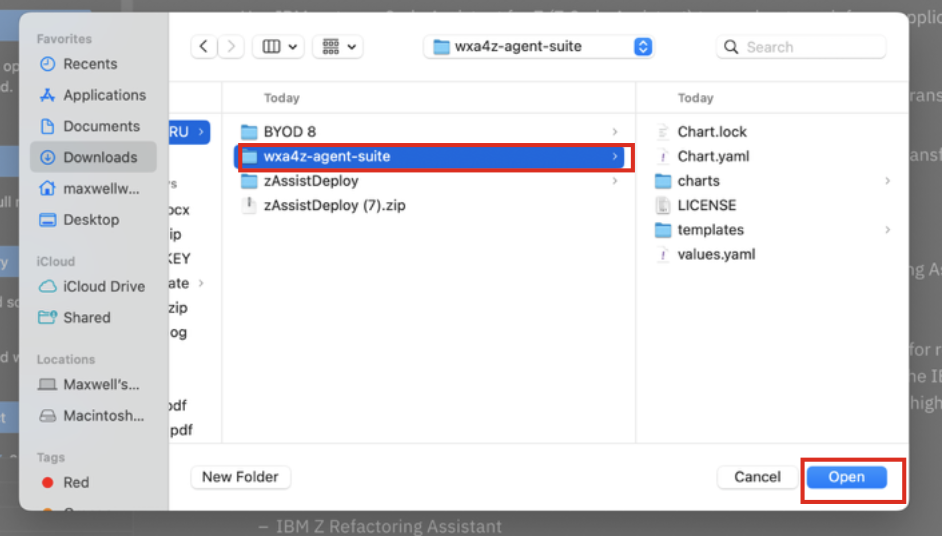 Favorites
Recents
Applications
Documents
Downloads
maxwellw...
Desktop
iCloud
iCloud Drive
Shared
Locations
Maxwell's...
Macintosh...
Tags
Red
wxa4z-agent-suite
Search
RU
ocx
ip
KEY
ate
zip
og
pdf
pdf
Today
BYOD 8
wxa4z-agent-suite
zAssistDeploy
zAssistDeploy (7).zip
Today
Chart.lock
Chart.yaml
charts
LICENSE
templates
values.yaml
New Folder
Cancel
Open
– IBM Z Refactoring Assistant